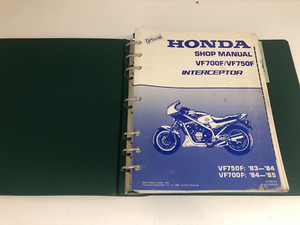 HONDA
SHOP MANUAL
VF700F/VF750F
INTERCEPTOR
VF750F: '83—'84
VF700F: '84—'85